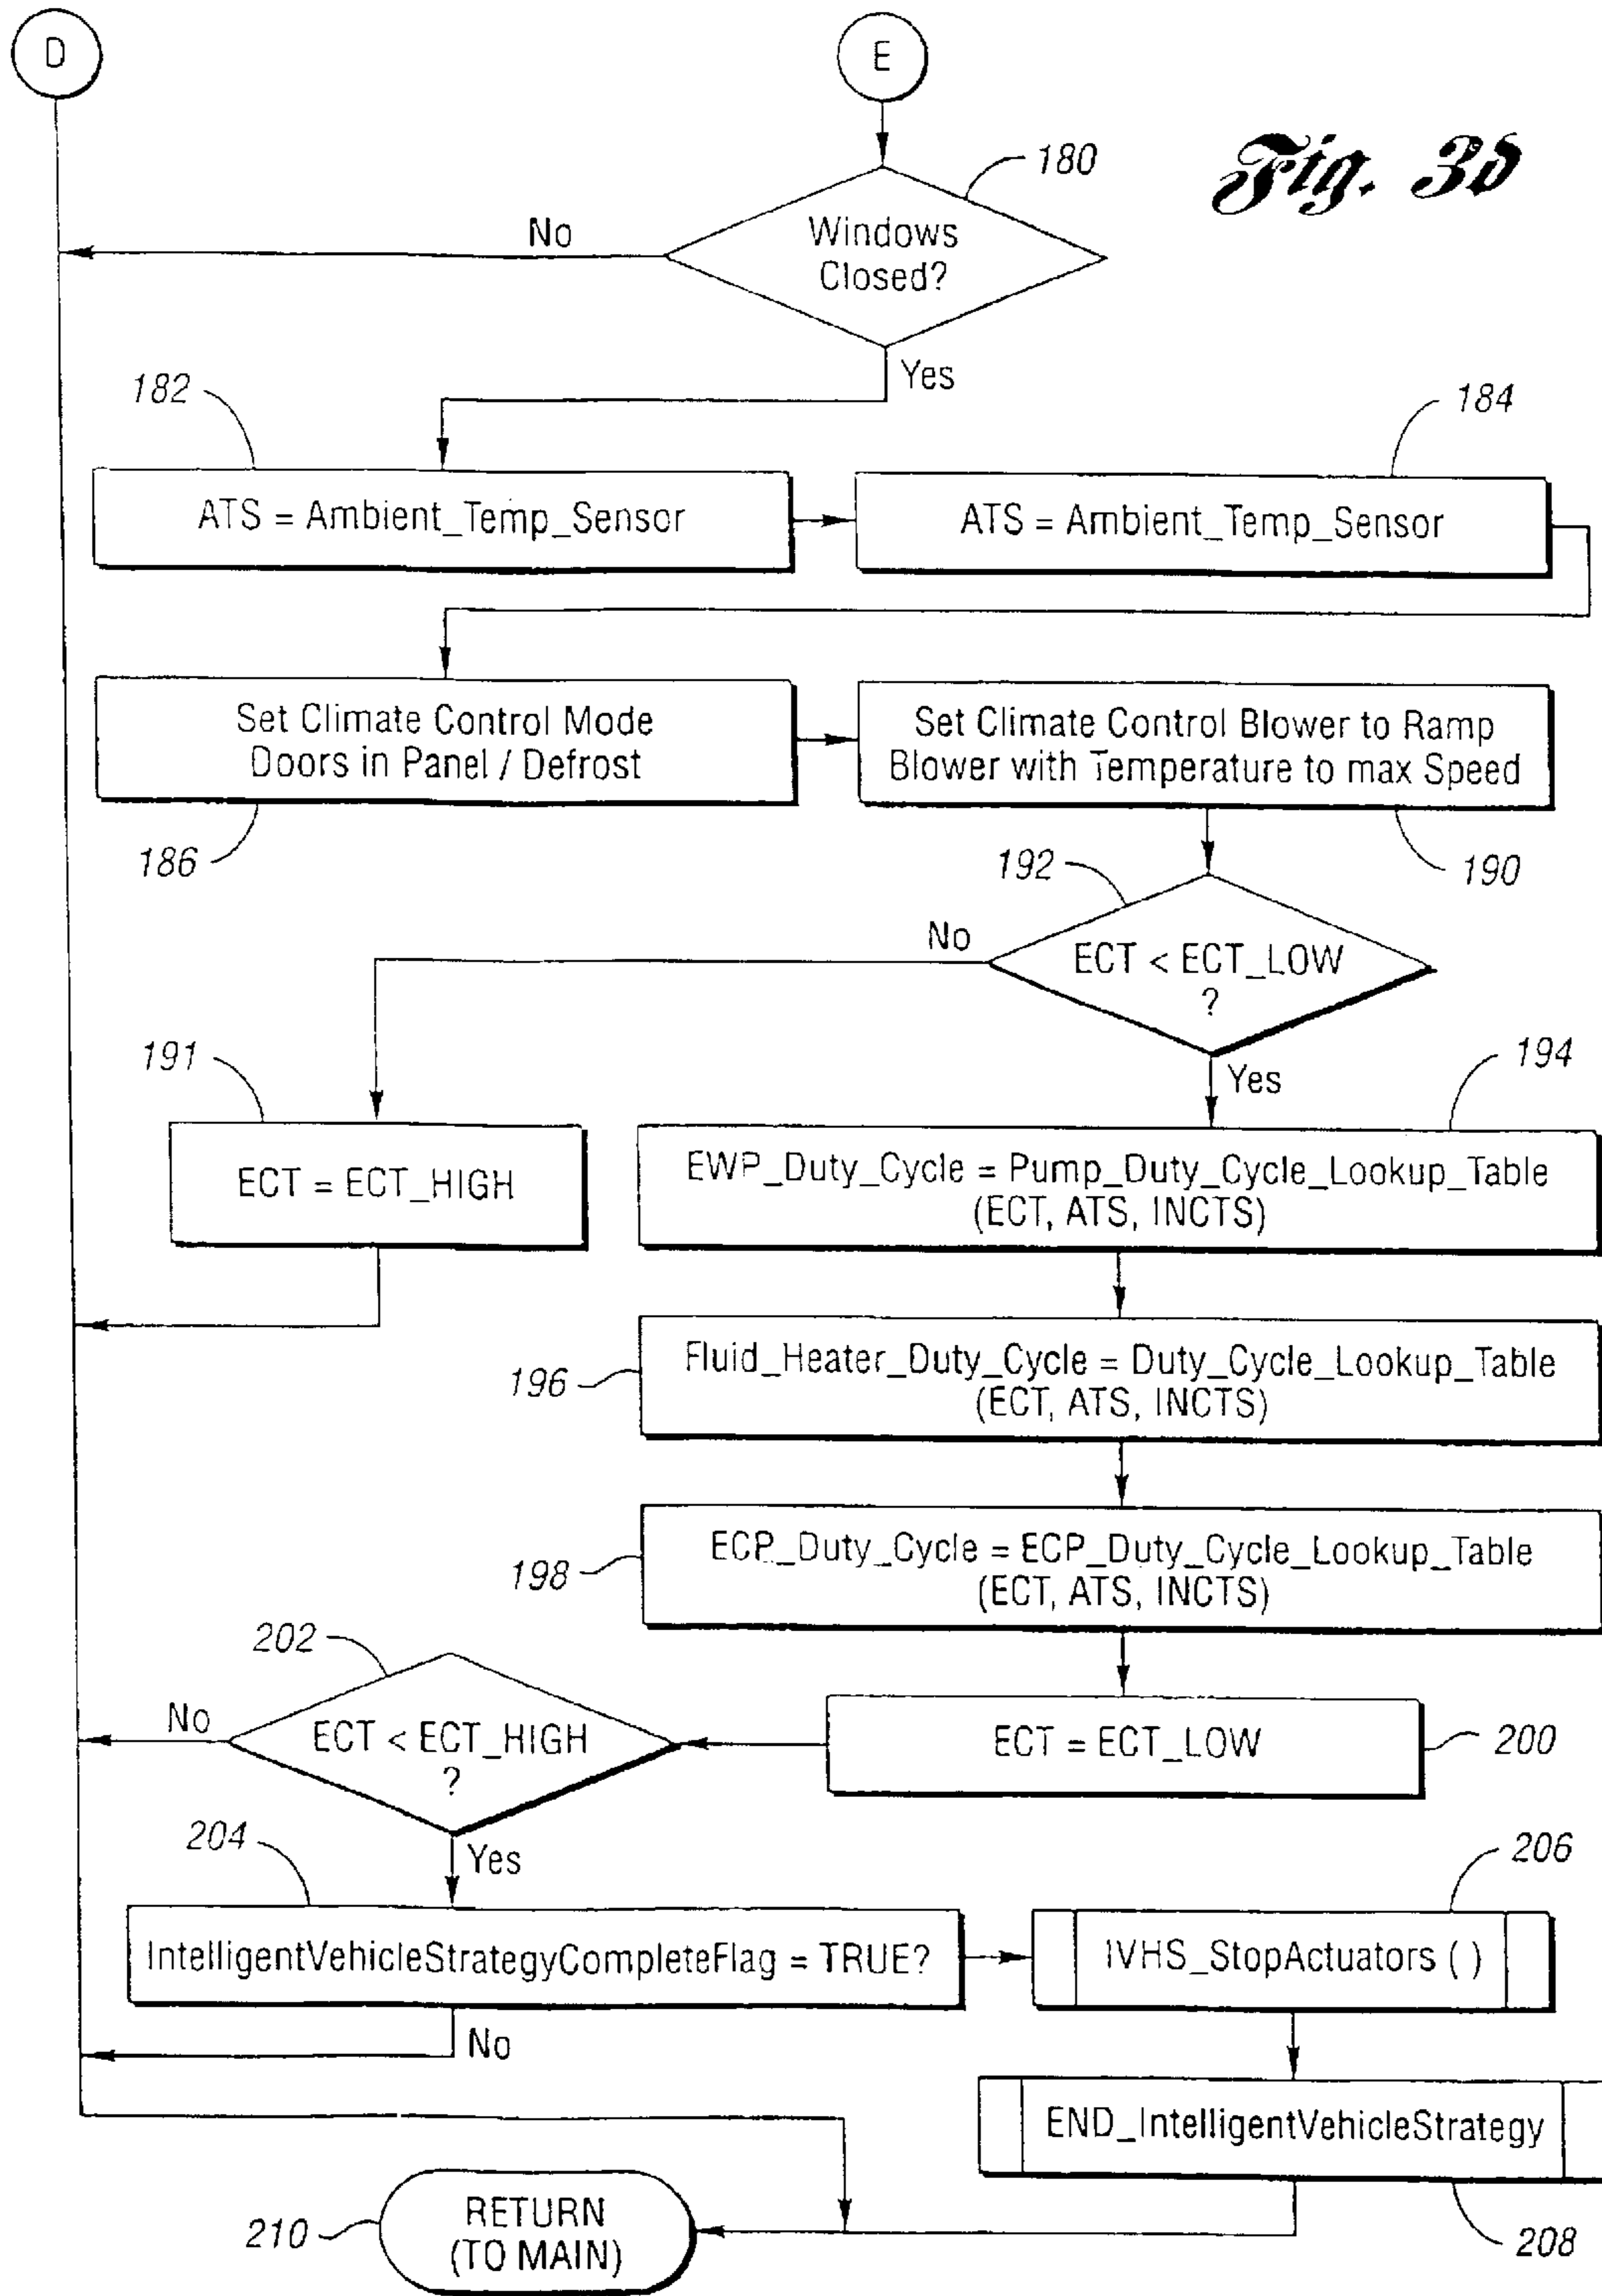 D
E
Fig. 3d
180
Windows
Closed?
No
Yes
182
184
ATS = Ambient_Temp_Sensor
ATS = Ambient_Temp_Sensor
Set Climate Control Mode
Doors in Panel / Defrost
Set Climate Control Blower to Ramp
Blower with Temperature to max Speed
186
190
192
ECT < ECT_LOW
?
No
Yes
191
194
ECT = ECT_HIGH
EWP_Duty_Cycle = Pump_Duty_Cycle_Lookup_Table
(ECT, ATS, INCTS)
196
Fluid_Heater_Duty_Cycle = Duty_Cycle_Lookup_Table
(ECT, ATS, INCTS)
198
ECP_Duty_Cycle = ECP_Duty_Cycle_Lookup_Table
(ECT, ATS, INCTS)
202
No
ECT < ECT_HIGH
?
ECT = ECT_LOW
200
Yes
204
206
IntelligentVehicleStrategyCompleteFlag = TRUE?
IVHS_StopActuators ( )
No
END_IntelligentVehicleStrategy
208
210
RETURN
(TO MAIN)